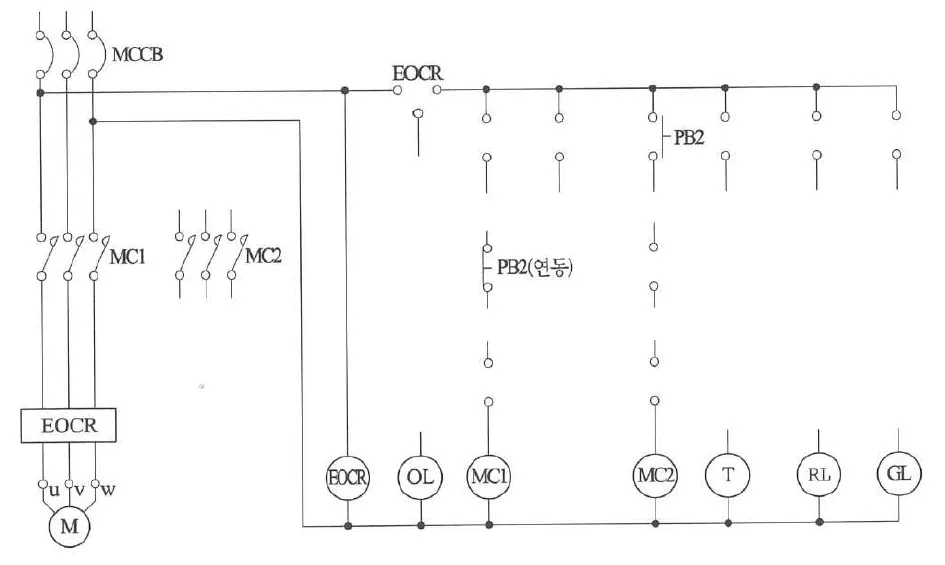 MCCB
EOCR
PB2
MC1
MC2
PB2(연동)
EOCR
u v w
M
EOCR
OL
MC1
MC2
T
RL
GL